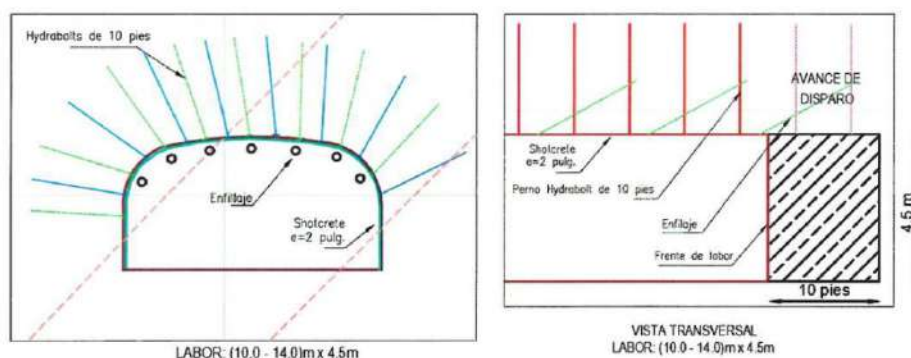 Hydrabolts de 10 pies
Enfilaje
Shotcrete
e=2 pulg.
LABOR: (10.0 - 14.0)m x 4.5m
AVANCE DE
DISPARO
Shotcrete
e=2 pulg.
Perno Hydrabolt de 10 pies
Enfilaje
Frente de labor
4.5 m
10 pies
VISTA TRANSVERSAL
LABOR: (10.0 - 14.0)m x 4.5m